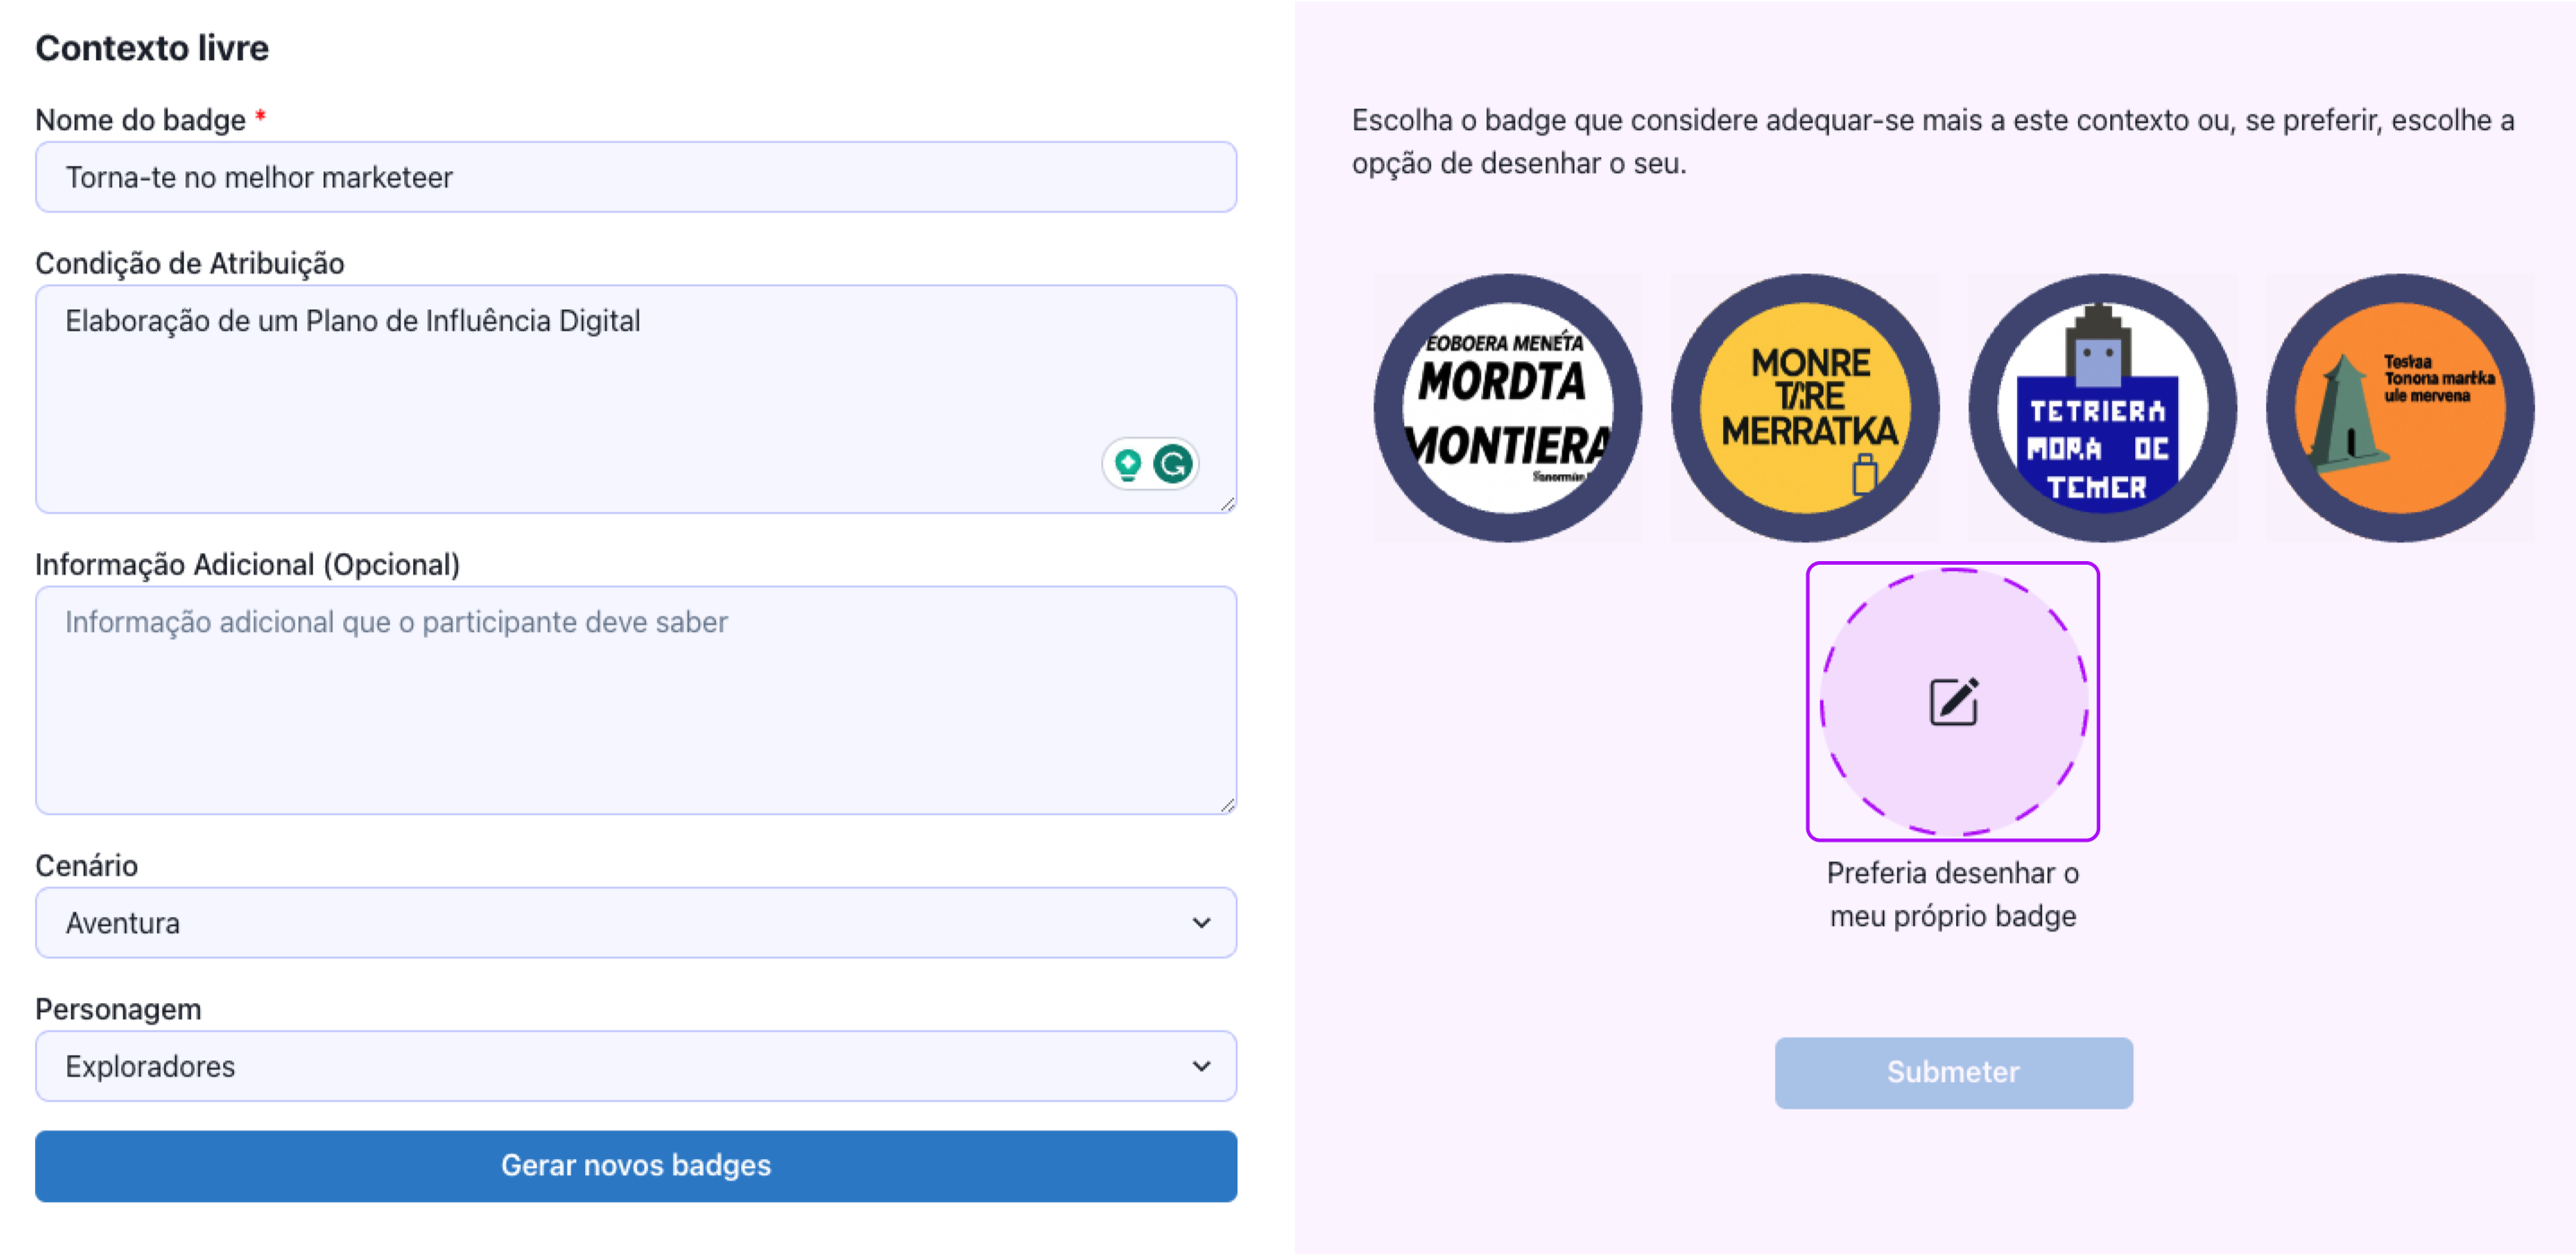 Contexto livre
Nome do badge *
Torna-te no melhor marketeer
Condição de Atribuição
Elaboração de um Plano de Influência Digital
Informação Adicional (Opcional)
Informação adicional que o participante deve saber
Cenário
Aventura
Personagem
Exploradores
Gerar novos badges
Escolha o badge que considere adequar-se mais a este contexto ou, se preferir, escolhe a
opção de desenhar o seu.
EOBOERA MENÉTA
MORDTA
MONTIERA
MONRE
TARE
MERRATKA
TETRIERA
MORA DE
TEMER
Teskaa
Tonona martka
ule mervena
Preferia desenhar o
meu próprio badge
Submeter